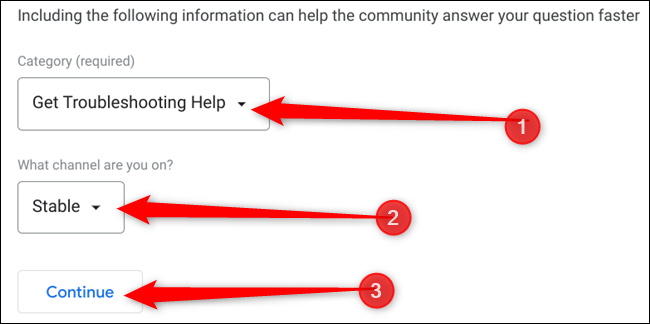 Including the following information can help the community answer your question faster
Category (required)
Get Troubleshooting Help
1
What channel are you on?
Stable
2
Continue
3